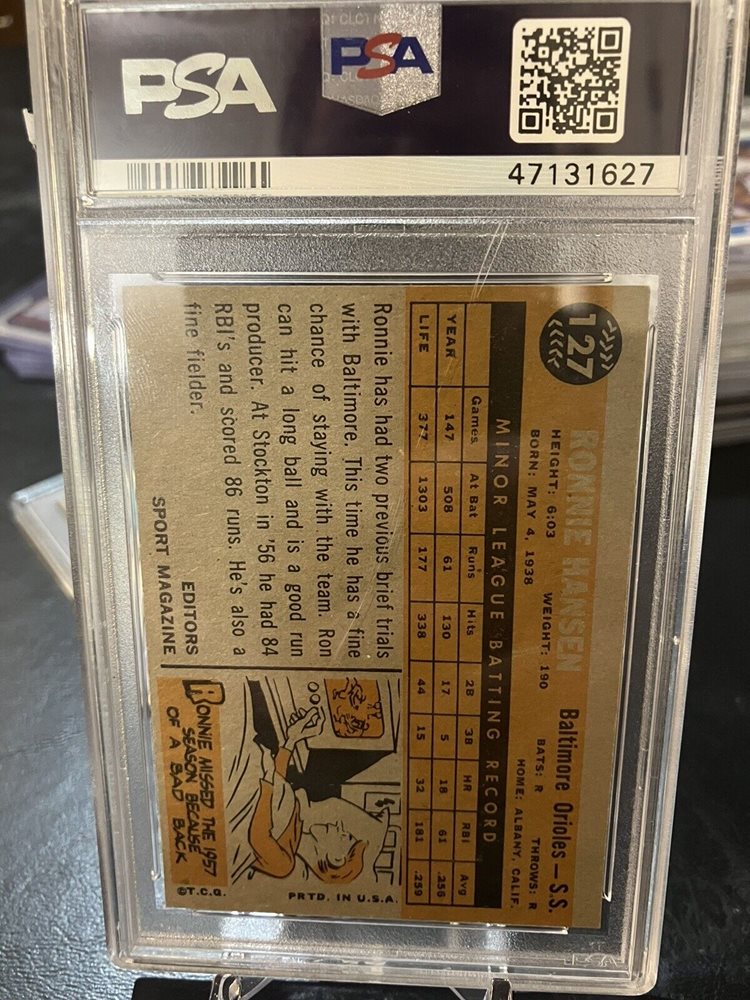 PSA
PSA
47131627
127
RONNIE HANSEN
Baltimore Orioles — S.S.
HEIGHT: 6:03 WEIGHT: 190 BATS: R THROWS: R
BORN: MAY 4, 1938 HOME: ALBANY, CALIF.
MINOR LEAGUE BATTING RECORD
Games At Bat Runs Hits 2B 3B HR RBI Avg
YEAR 147 508 61 130 17 5 18 61 .256
LIFE 377 1303 177 338 44 15 32 181 .259
Ronnie has had two previous brief trials
with Baltimore. This time he has a fine
chance of staying with the team. Ron
can hit a long ball and is a good run
producer. At Stockton in '56 he had 84
RBI's and scored 86 runs. He's also a
fine fielder.
EDITORS
SPORT MAGAZINE
RONNIE MISSED THE 1957
SEASON BECAUSE
OF A BAD BACK
©T.C.G.
PRTD. IN U.S.A.